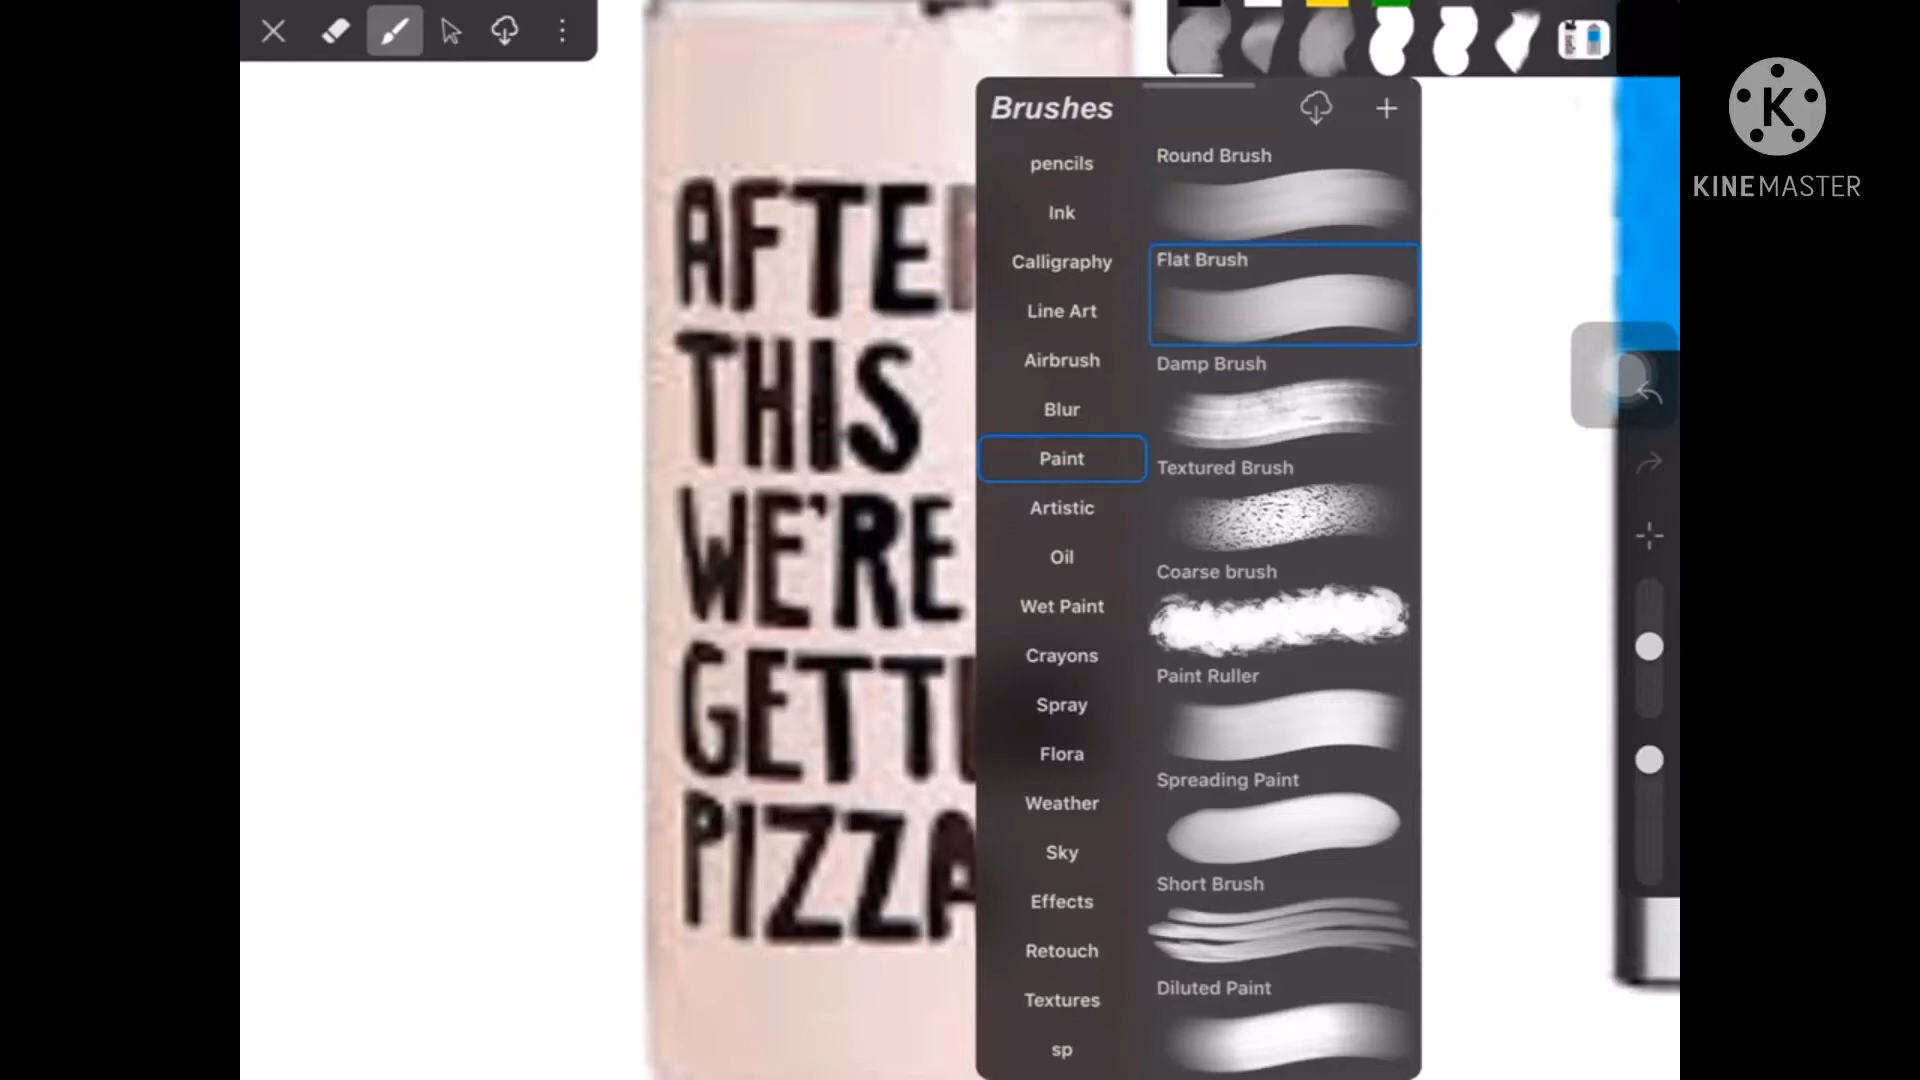 Brushes
pencils
Ink
Calligraphy
Line Art
Airbrush
Blur
Paint
Artistic
Oil
Wet Paint
Crayons
Spray
Flora
Weather
Sky
Effects
Retouch
Textures
sp
Round Brush
Flat Brush
Damp Brush
Textured Brush
Coarse brush
Paint Ruller
Spreading Paint
Short Brush
Diluted Paint
AFTER
THIS
WE'RE
GETTI
PIZZA
K
KINEMASTER